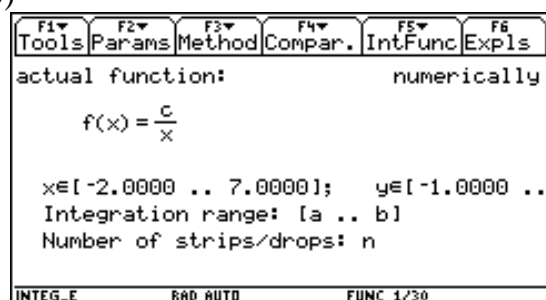 )
F1▼ F2▼ F3▼ F4▼ F5▼ F6
Tools Params Method Compar. IntFunc Expls
actual function: numerically
f(x) = c/x
x∈[-2.0000 .. 7.0000]; y∈[-1.0000 ..
Integration range: [a .. b]
Number of strips/drops: n
INTEG_E RAD AUTO FUNC 1/30